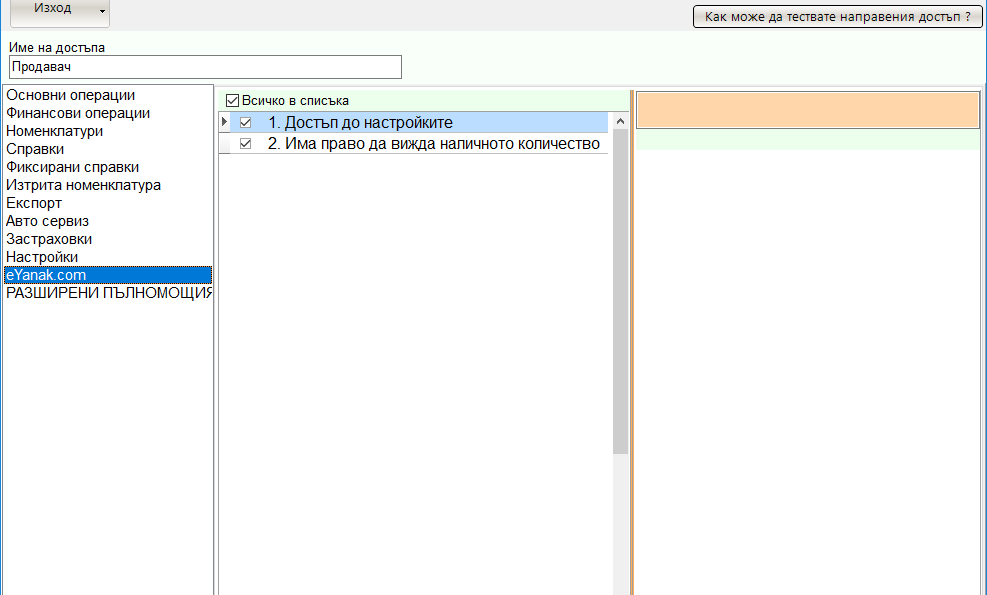 Изход
Как може да тествате направения достъп ?
Име на достъпа
Продавач
Основни операции
Финансови операции
Номенклатури
Справки
Фиксирани справки
Изтрита номенклатура
Експорт
Авто сервиз
Застраховки
Настройки
eYanak.com
РАЗШИРЕНИ ПЪЛНОМОЩИЯ
Всичко в списъка
1. Достъп до настройките
2. Има право да вижда наличното количество